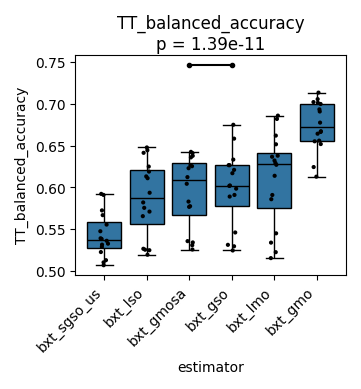 TT_balanced_accuracy
p = 1.39e-11
TT_balanced_accuracy
0.75
0.70
0.65
0.60
0.55
0.50
bxt_sgso_us
bxt_lso
bxt_gmosa
bxt_gso
bxt_lmo
bxt_gmo
estimator